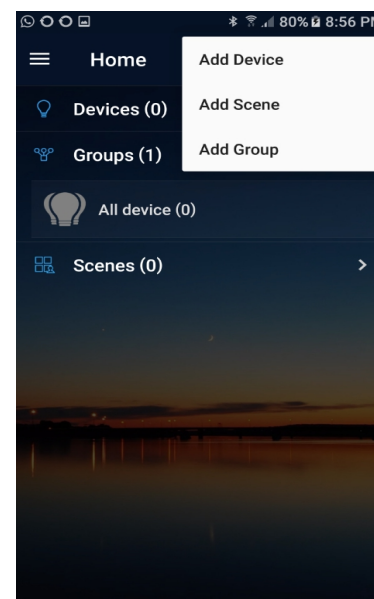 80% 8:56 PM
Home
Add Device
Devices (0)
Add Scene
Groups (1)
Add Group
All device (0)
Scenes (0)